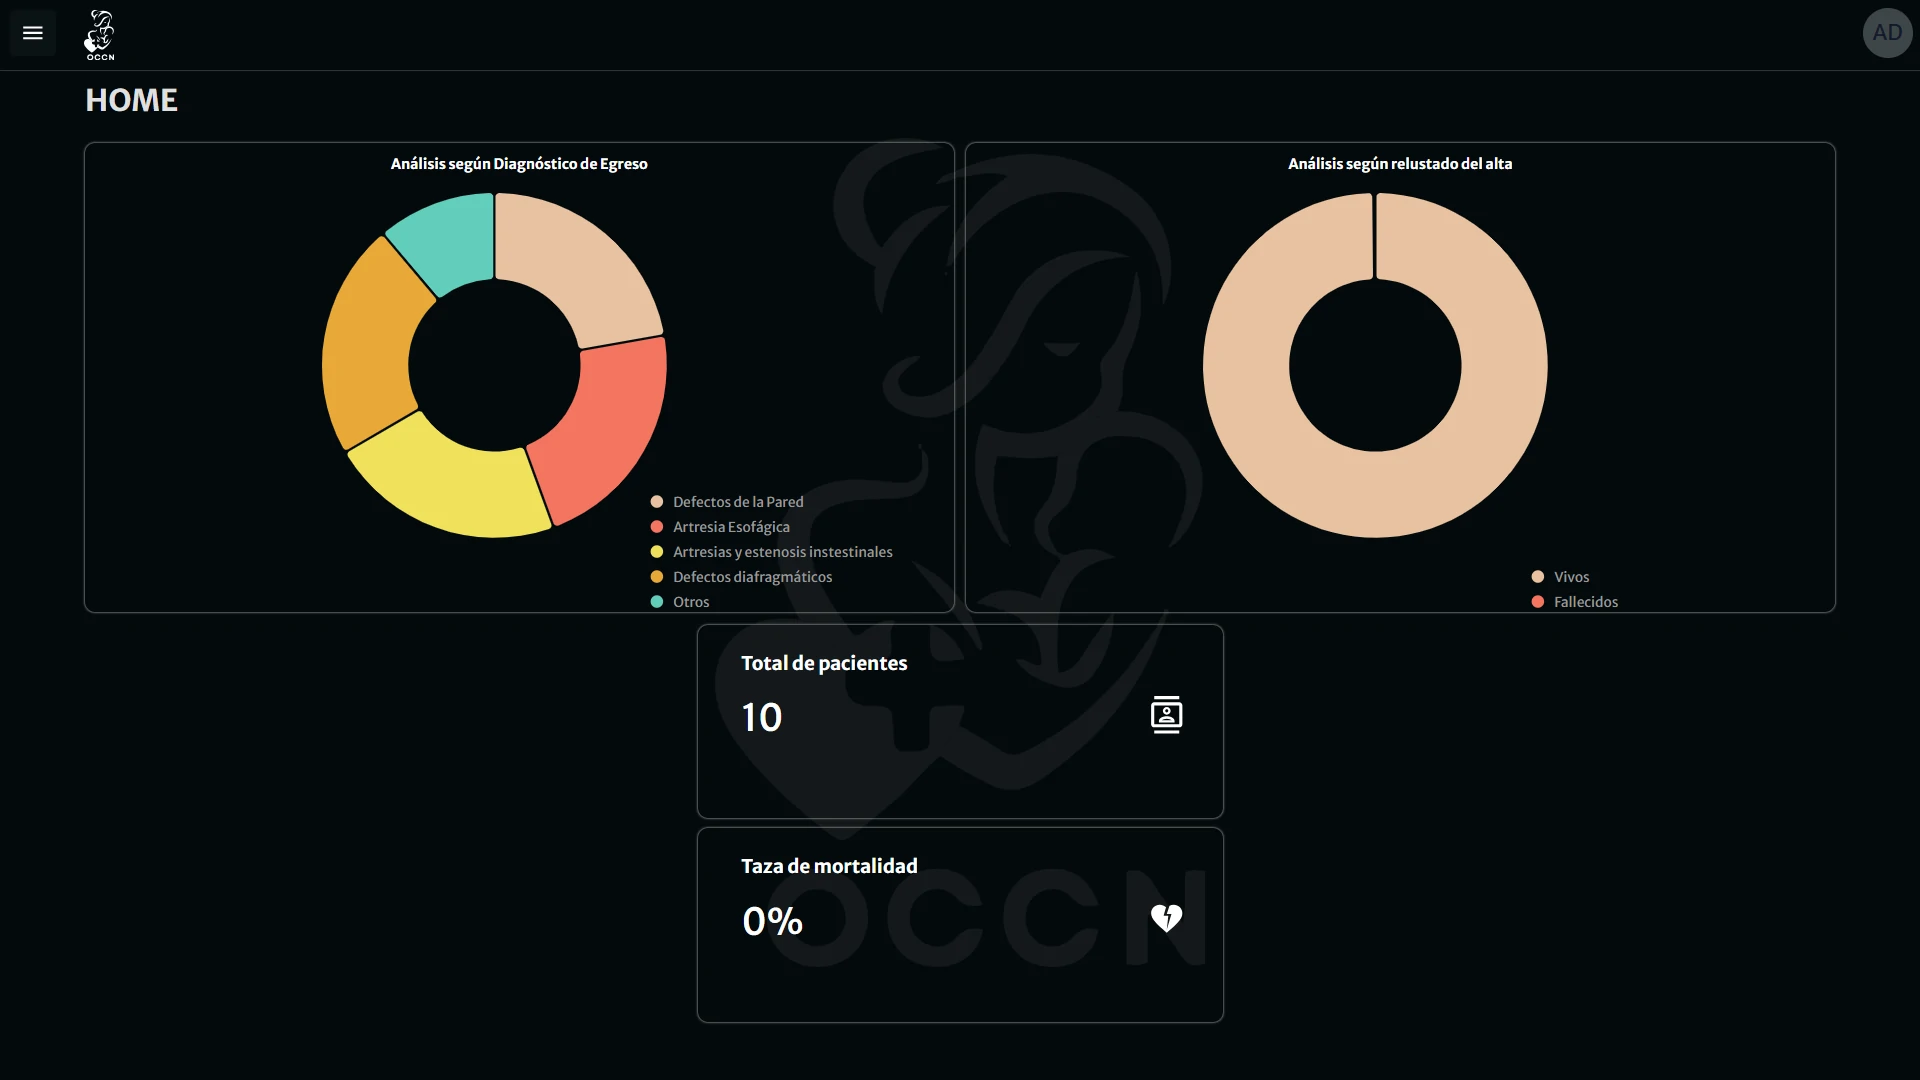 OCCN
AD
HOME
Análisis según Diagnóstico de Egreso
Defectos de la Pared
Artresia Esofágica
Artresias y estenosis instestinales
Defectos diafragmáticos
Otros
Análisis según relustado del alta
Vivos
Fallecidos
Total de pacientes
10
Taza de mortalidad
0%
OCCN